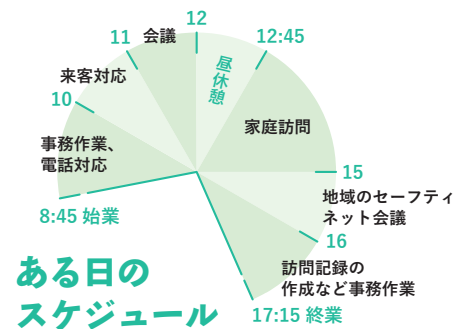 12
11
会議
12:45
昼休憩
来客対応
10
家庭訪問
事務作業、
電話対応
15
地域のセーフティ
ネット会議
8:45 始業
16
訪問記録の
作成など事務作業
ある日の
スケジュール
17:15 終業